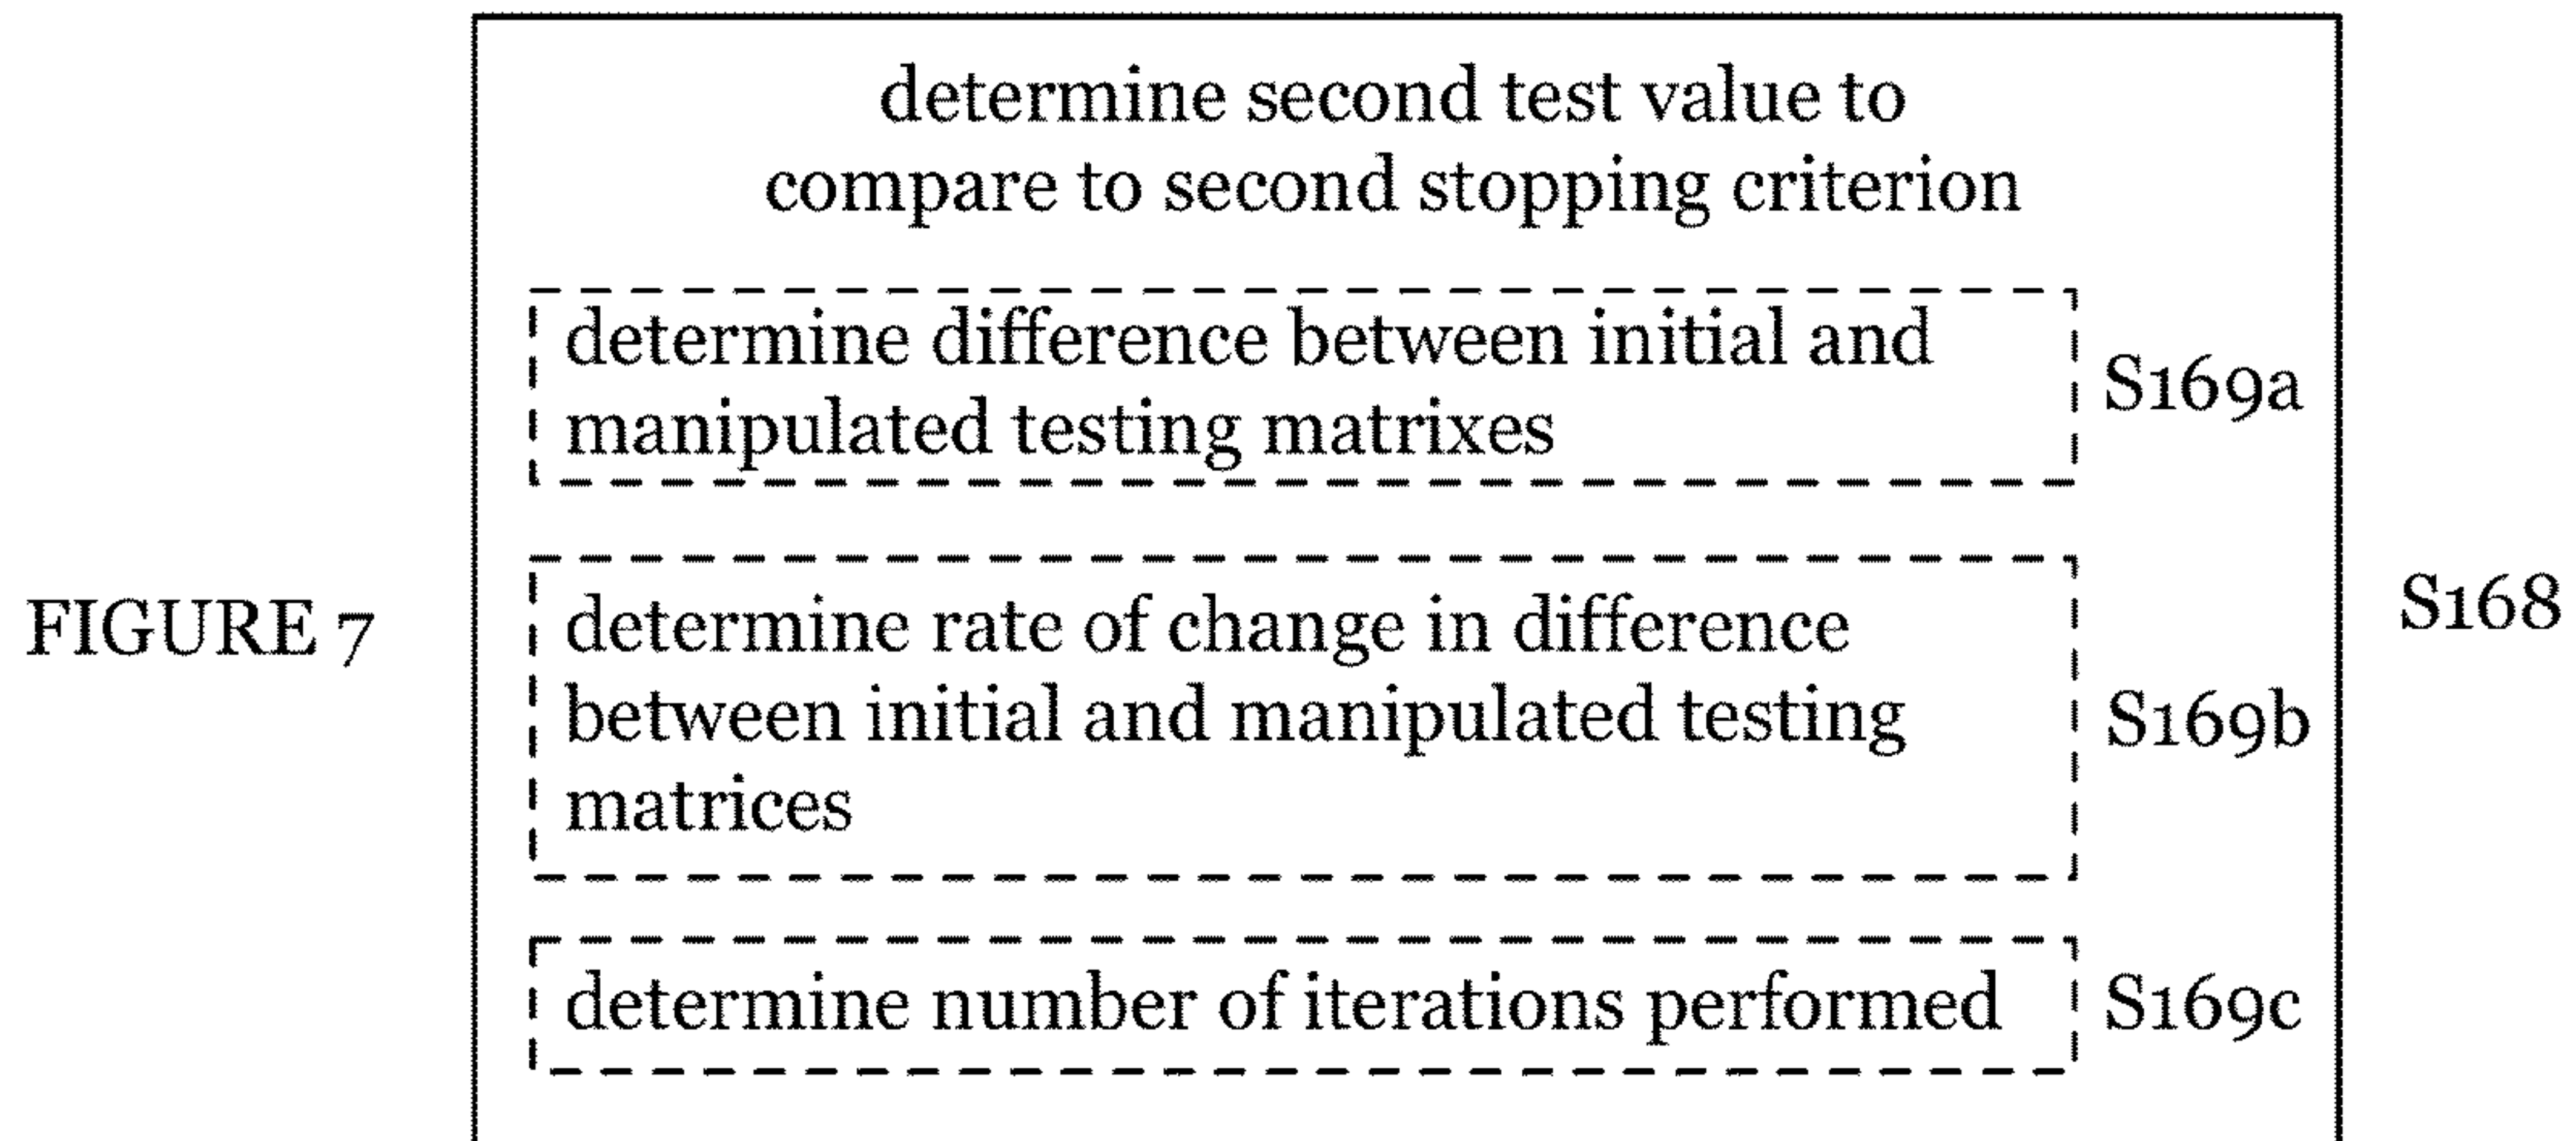 determine second test value to
compare to second stopping criterion
determine difference between initial and
manipulated testing matrixes
S169a
FIGURE 7
determine rate of change in difference
between initial and manipulated testing
matrices
S169b
S168
determine number of iterations performed
S169c